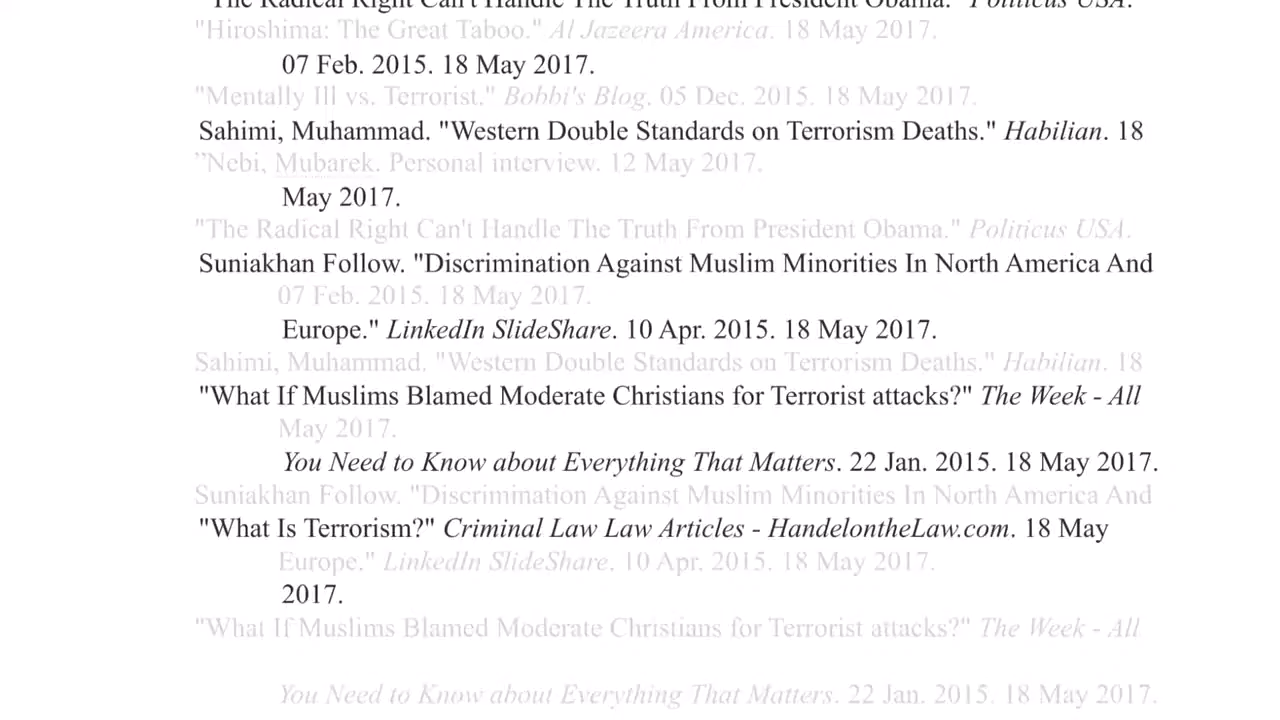 "The Radical Right Can't Handle The Truth From President Obama." Politicus USA.
"Hiroshima: The Great Taboo." Al Jazeera America. 18 May 2017.
07 Feb. 2015. 18 May 2017.
"Mentally Ill vs. Terrorist." Bobbi's Blog. 05 Dec. 2015. 18 May 2017.
Sahimi, Muhammad. "Western Double Standards on Terrorism Deaths." Habilian. 18
”Nebi, Mubarek. Personal interview. 12 May 2017.
May 2017.
"The Radical Right Can't Handle The Truth From President Obama." Politicus USA.
Suniakhan Follow. "Discrimination Against Muslim Minorities In North America And
07 Feb. 2015. 18 May 2017.
Europe." LinkedIn SlideShare. 10 Apr. 2015. 18 May 2017.
Sahimi, Muhammad. "Western Double Standards on Terrorism Deaths." Habilian. 18
"What If Muslims Blamed Moderate Christians for Terrorist attacks?" The Week - All
May 2017.
You Need to Know about Everything That Matters. 22 Jan. 2015. 18 May 2017.
Suniakhan Follow. "Discrimination Against Muslim Minorities In North America And
"What Is Terrorism?" Criminal Law Law Articles - HandelontheLaw.com. 18 May
Europe." LinkedIn SlideShare. 10 Apr. 2015. 18 May 2017.
2017.
"What If Muslims Blamed Moderate Christians for Terrorist attacks?" The Week - All
You Need to Know about Everything That Matters. 22 Jan. 2015. 18 May 2017.